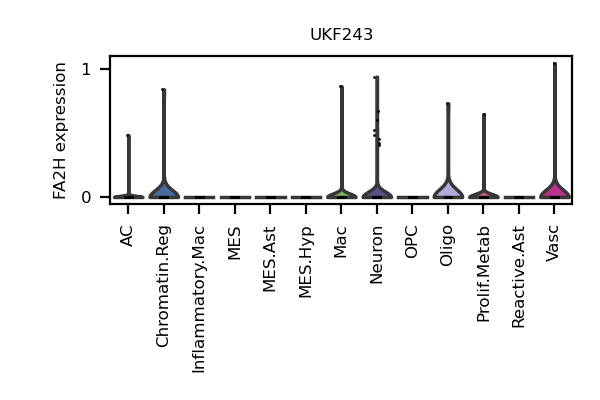 UKF243
FA2H expression
1
0
AC
Chromatin.Reg
Inflammatory.Mac
MES
MES.Ast
MES.Hyp
Mac
Neuron
OPC
Oligo
Prolif.Metab
Reactive.Ast
Vasc